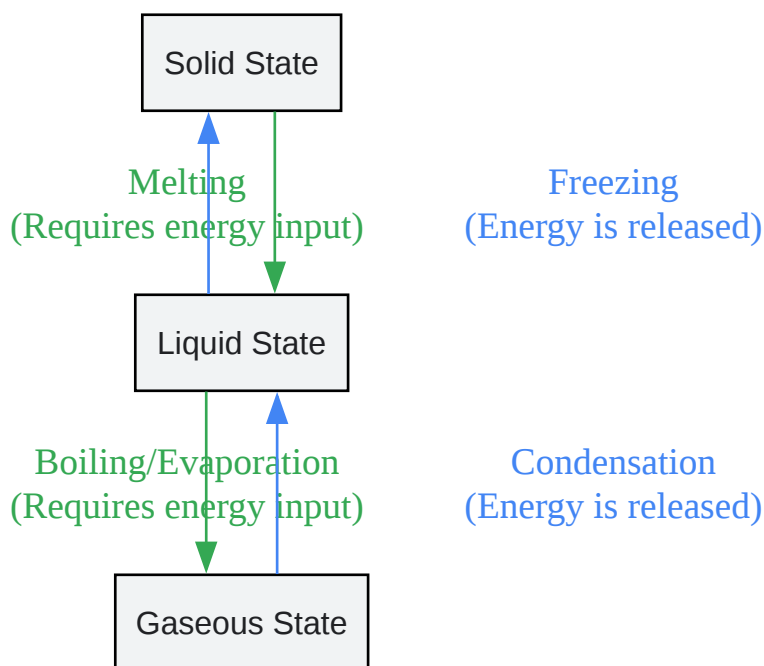 Solid State
Melting
(Requires energy input)
Freezing
(Energy is released)
Liquid State
Boiling/Evaporation
(Requires energy input)
Condensation
(Energy is released)
Gaseous State